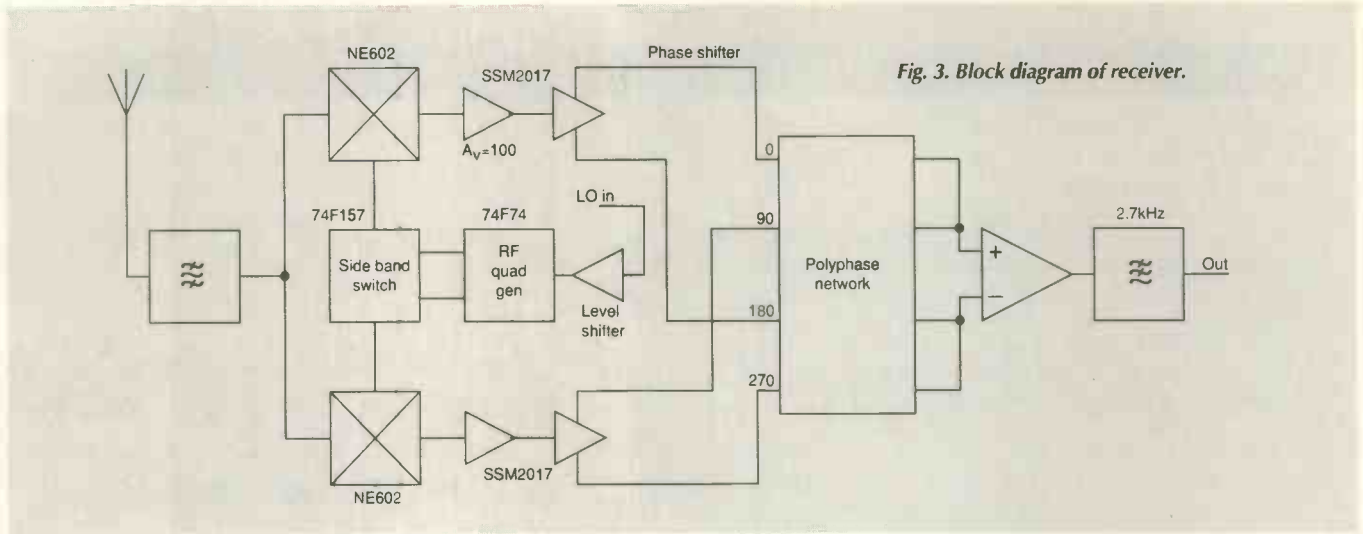 NE602
SSM2017
Phase shifter
Fig. 3. Block diagram of receiver.
Av=100
LO in
0
74F157
74F74
90
2.7kHz
Side band
switch
RF
quad
gen
Level
shifter
Polyphase
network
+
−
Out
180
270
SSM2017
NE602